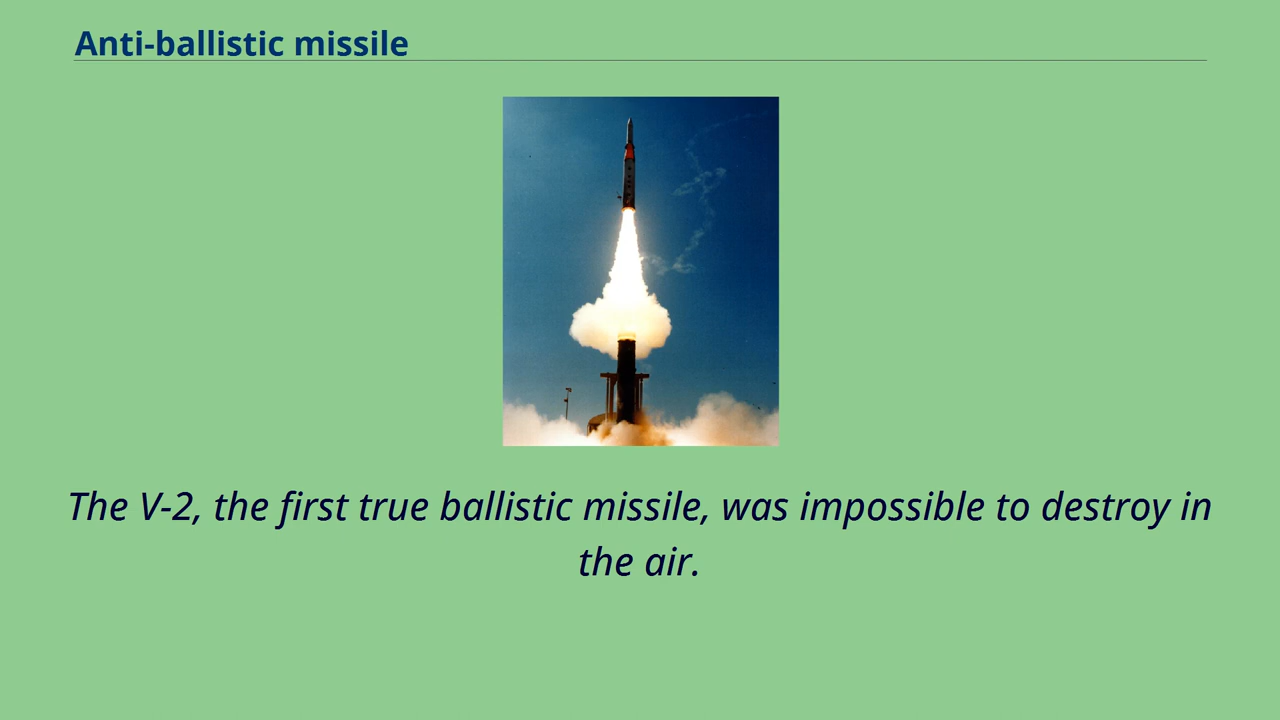 Anti-ballistic missile
The V-2, the first true ballistic missile, was impossible to destroy in
the air.